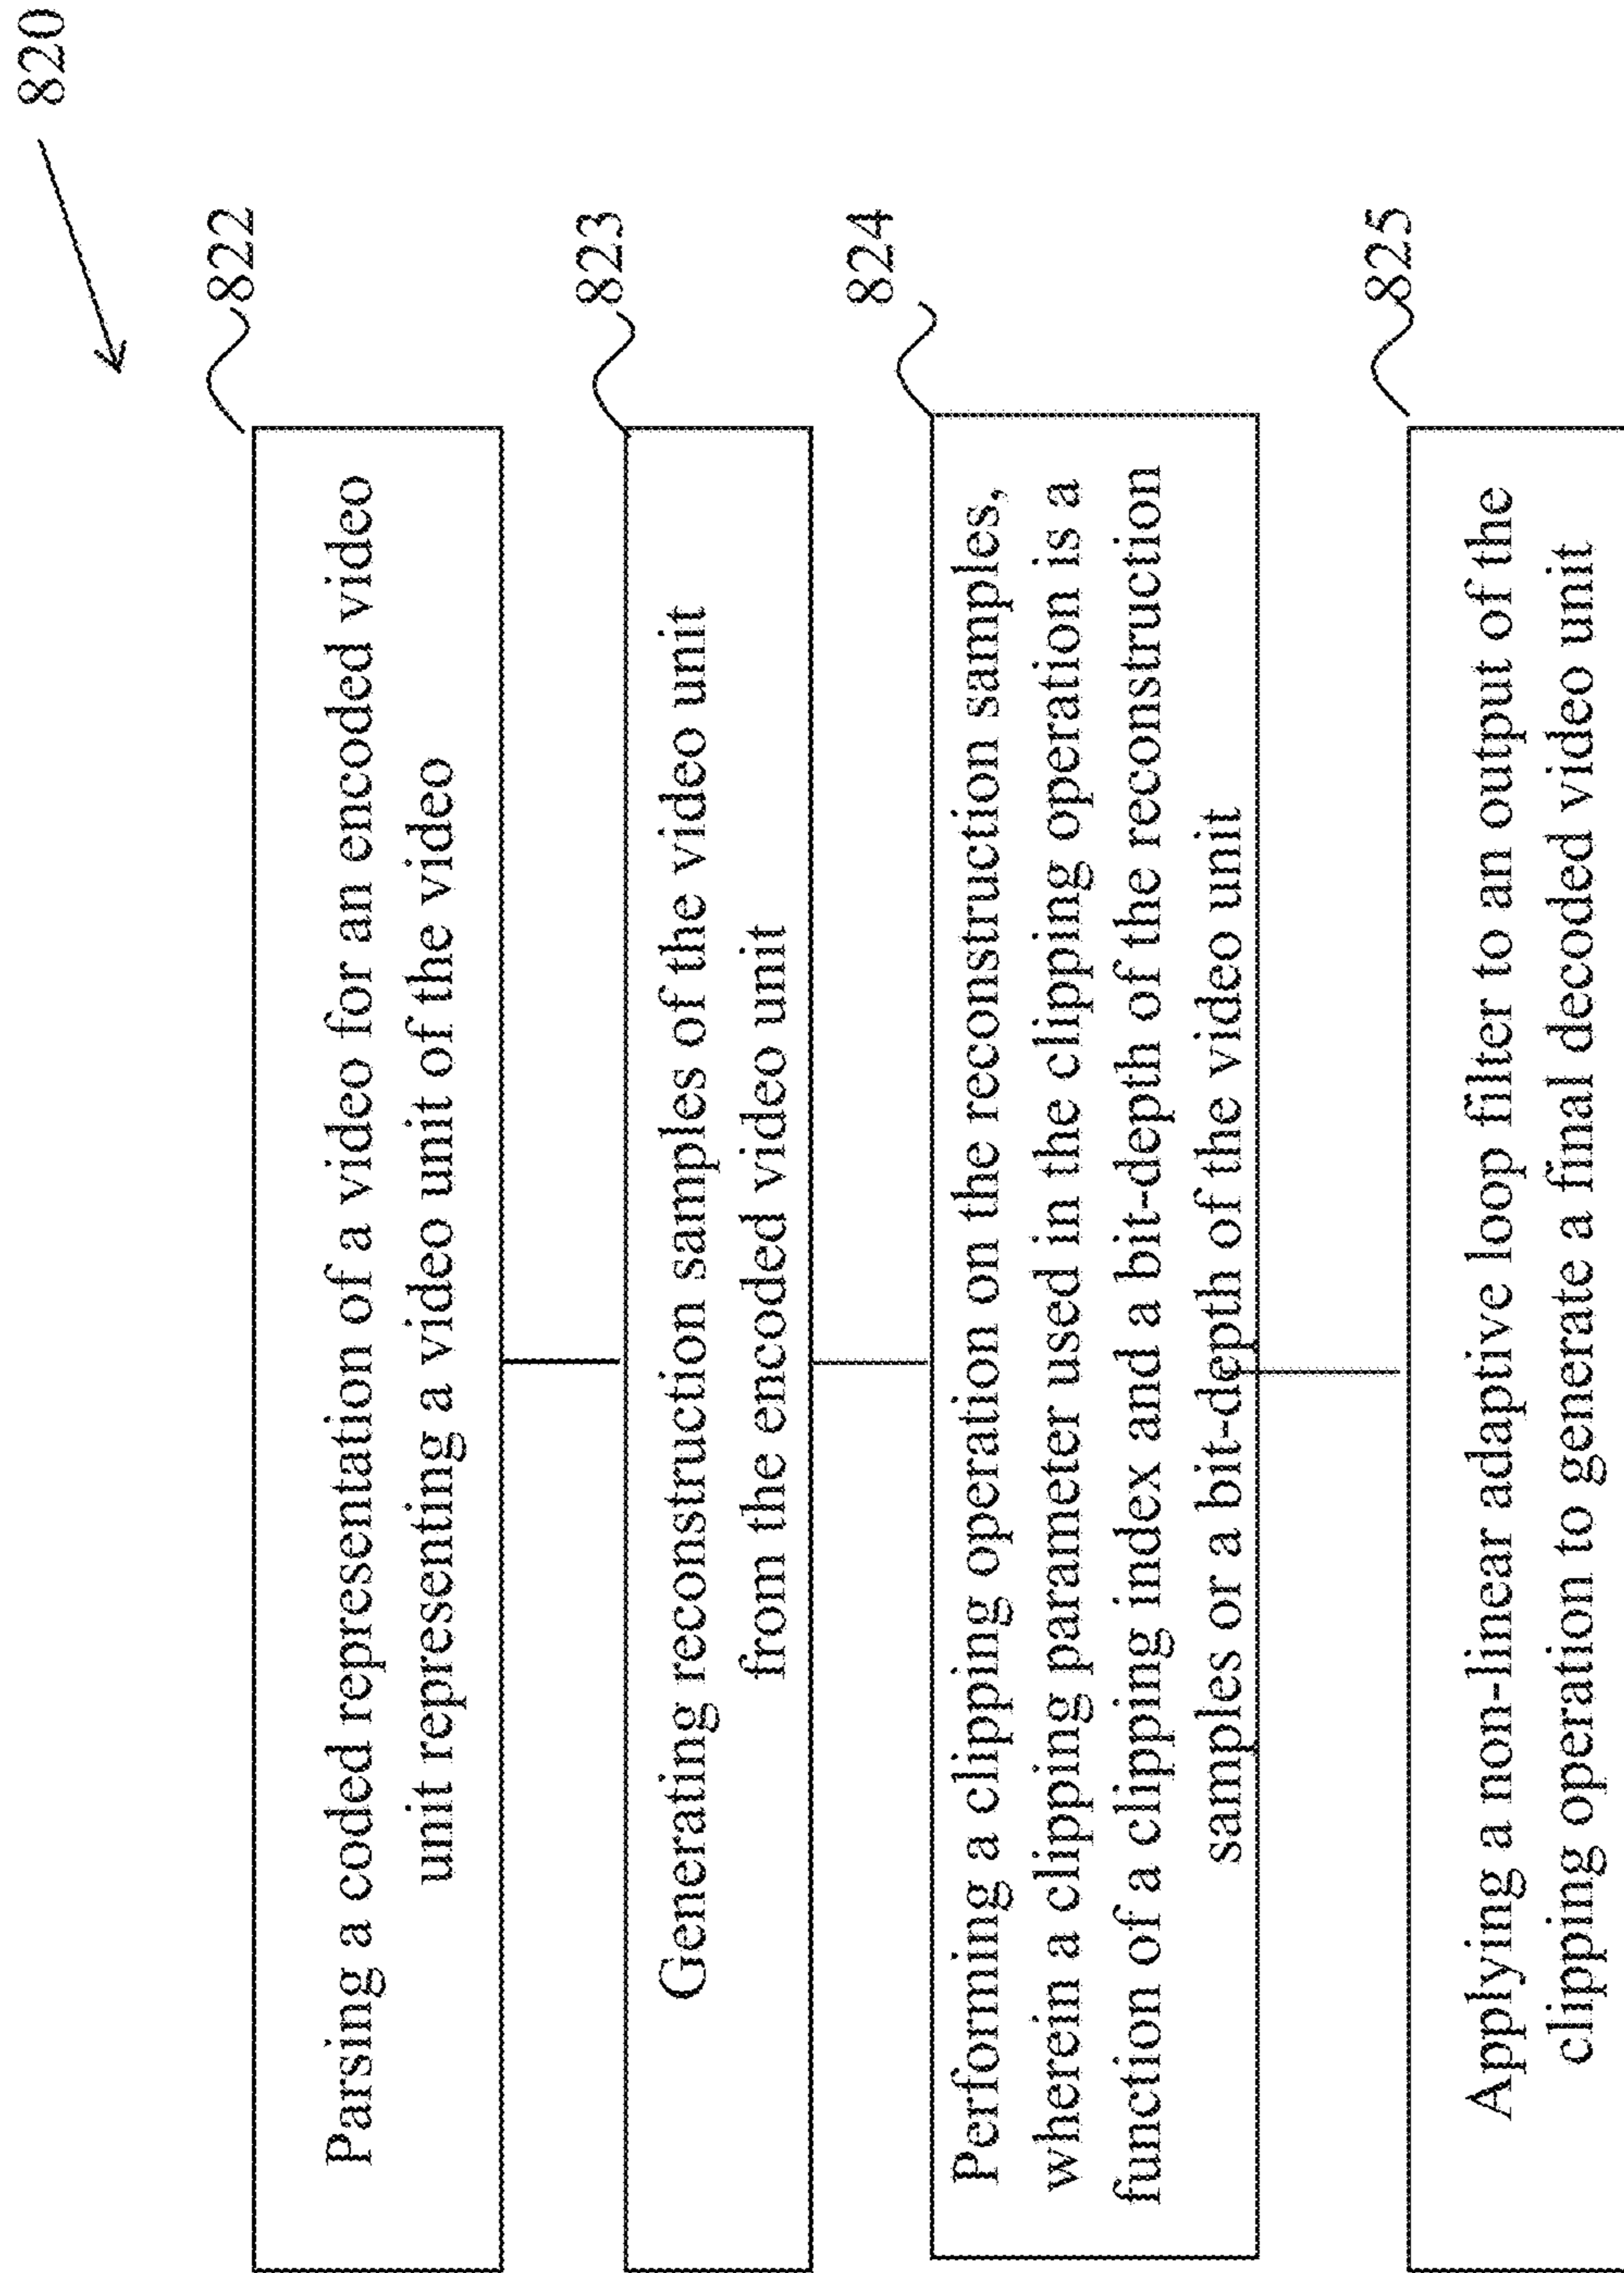 820
822
Parsing a coded representation of a video for an encoded video
unit representing a video unit of the video
823
Generating reconstruction samples of the video unit
from the encoded video unit
824
Performing a clipping operation on the reconstruction samples,
wherein a clipping parameter used in the clipping operation is a
function of a clipping index and a bit-depth of the reconstruction
samples or a bit-depth of the video unit
825
Applying a non-linear adaptive loop filter to an output of the
clipping operation to generate a final decoded video unit